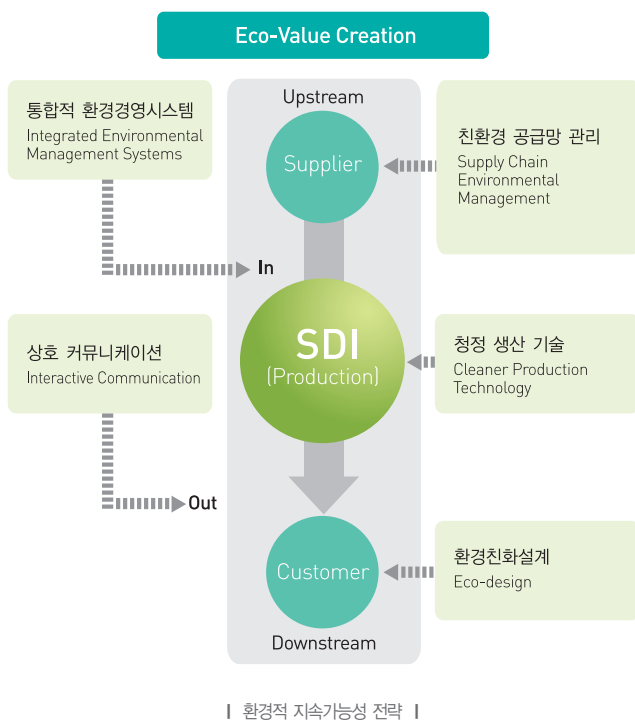 Eco-Value Creation
통합적 환경경영시스템
Integrated Environmental
Management Systems
Upstream
Supplier
친환경 공급망 관리
Supply Chain
Environmental
Management
In
상호 커뮤니케이션
Interactive Communication
SDI
(Production)
청정 생산 기술
Cleaner Production
Technology
Out
Customer
환경친화설계
Eco-design
Downstream
| 환경적 지속가능성 전략 |